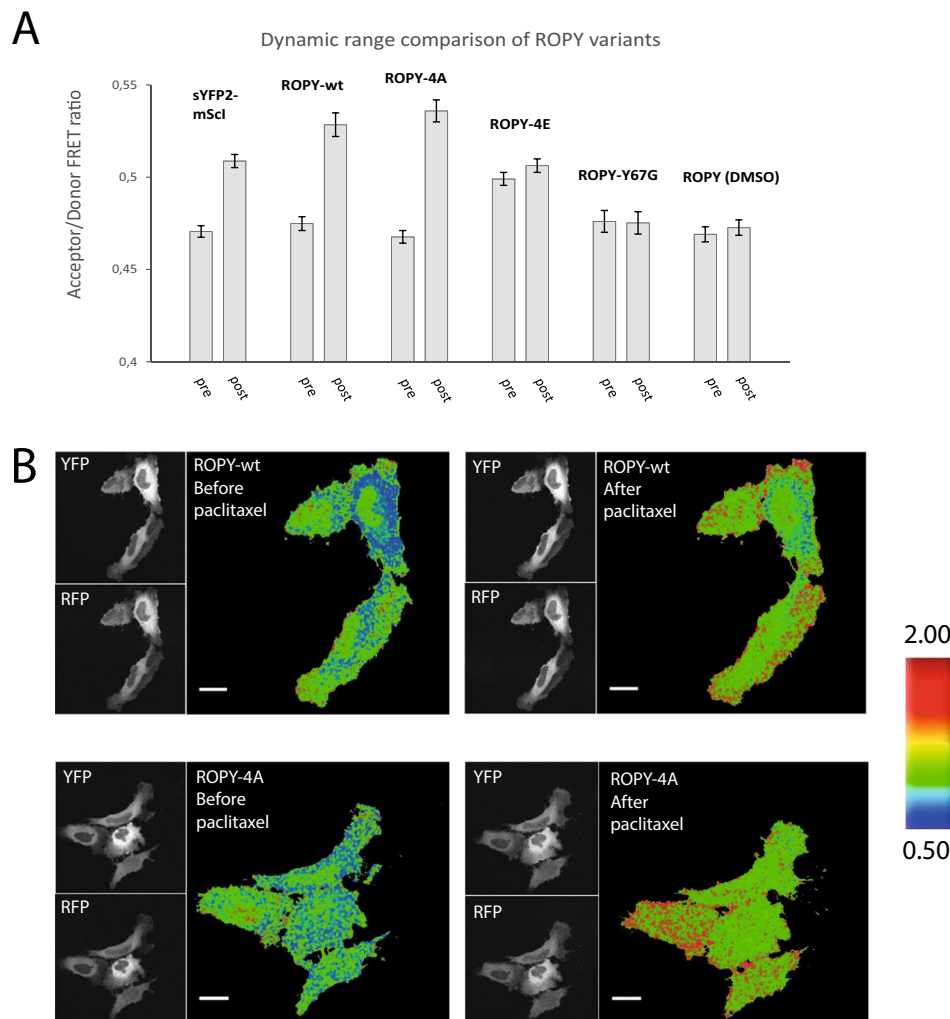 A
Dynamic range comparison of ROPY variants
Acceptor/Donor FRET ratio
0,55
0,5
0,45
0,4
sYFP2-
mScI
ROPY-wt
ROPY-4A
ROPY-4E
ROPY-Y67G
ROPY (DMSO)
pre
post
pre
post
pre
post
pre
post
pre
post
pre
post
B
YFP
RFP
ROPY-wt
Before
paclitaxel
YFP
RFP
ROPY-wt
After
paclitaxel
2.00
0.50
YFP
RFP
ROPY-4A
Before
paclitaxel
YFP
RFP
ROPY-4A
After
paclitaxel